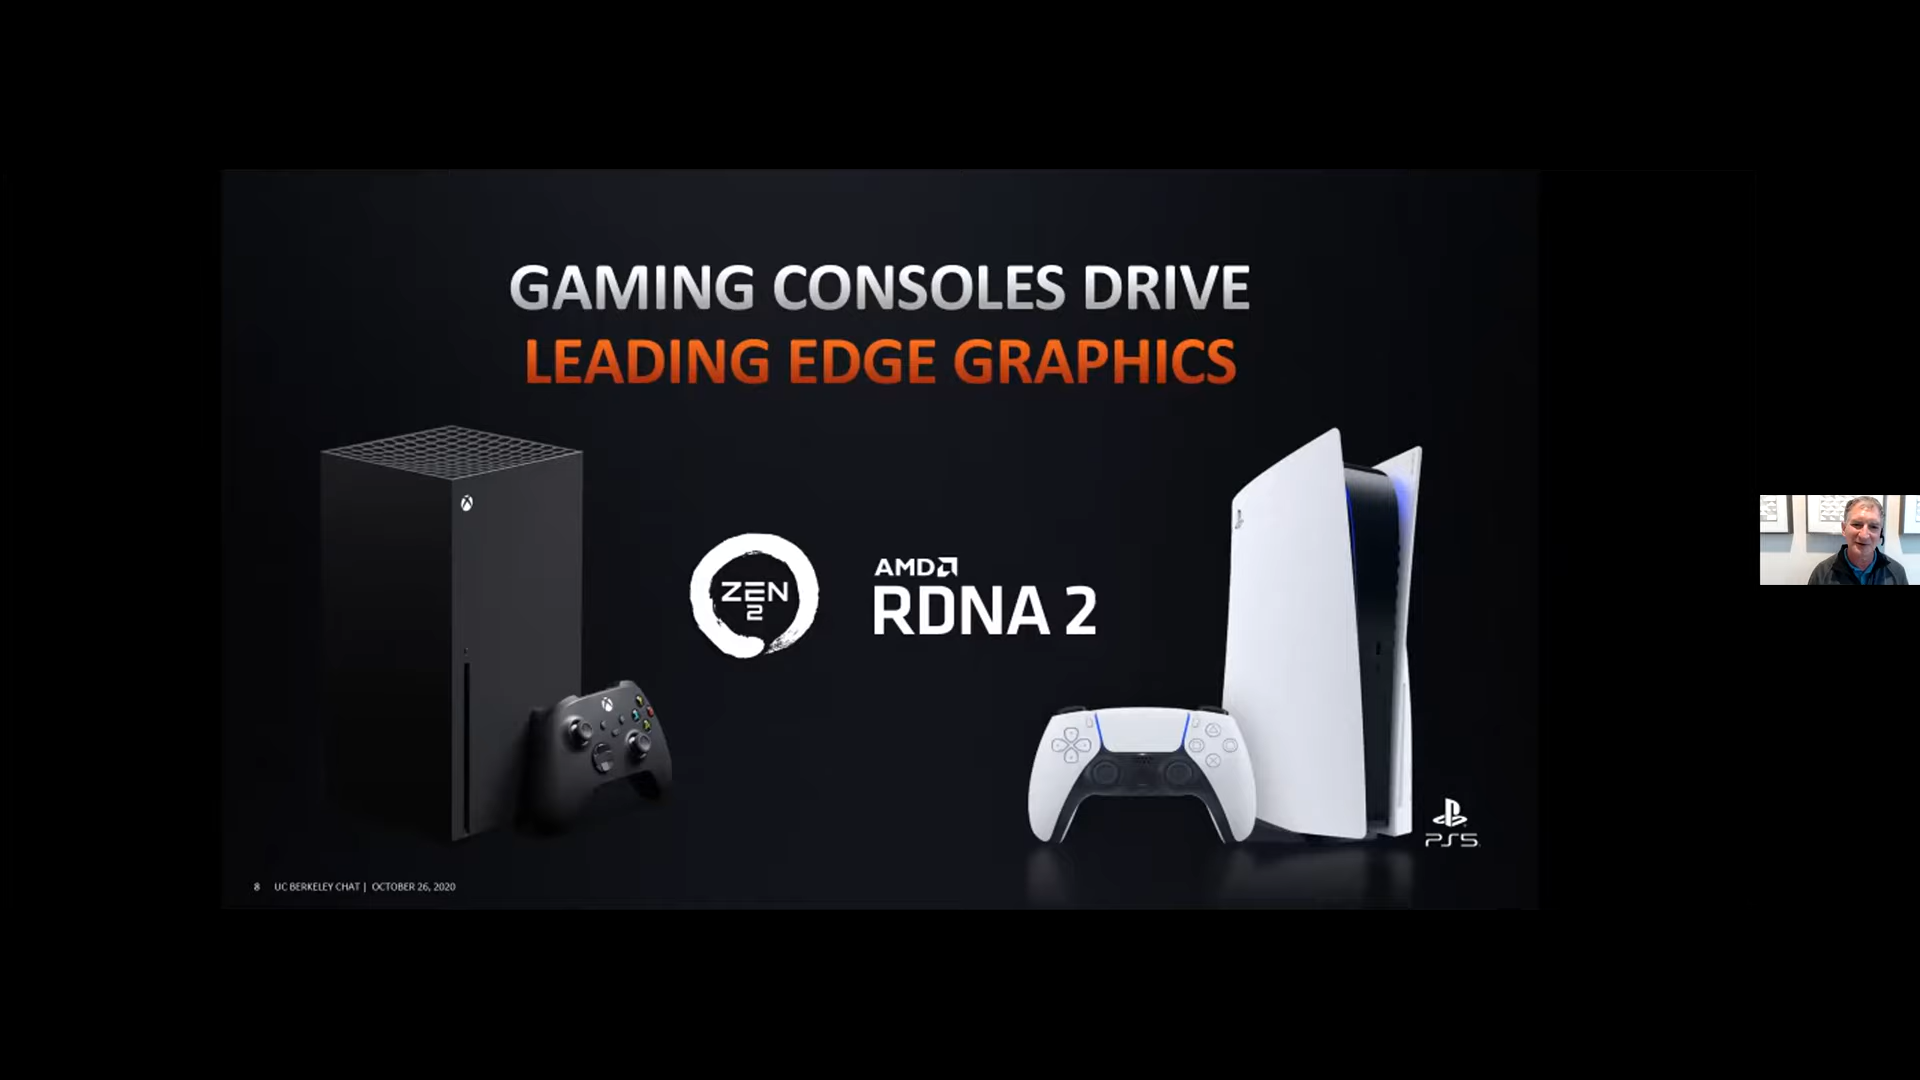 GAMING CONSOLES DRIVE
LEADING EDGE GRAPHICS
ZEN
2
AMD
RDNA 2
PS5
8 UC BERKELEY CHAT | OCTOBER 26, 2020